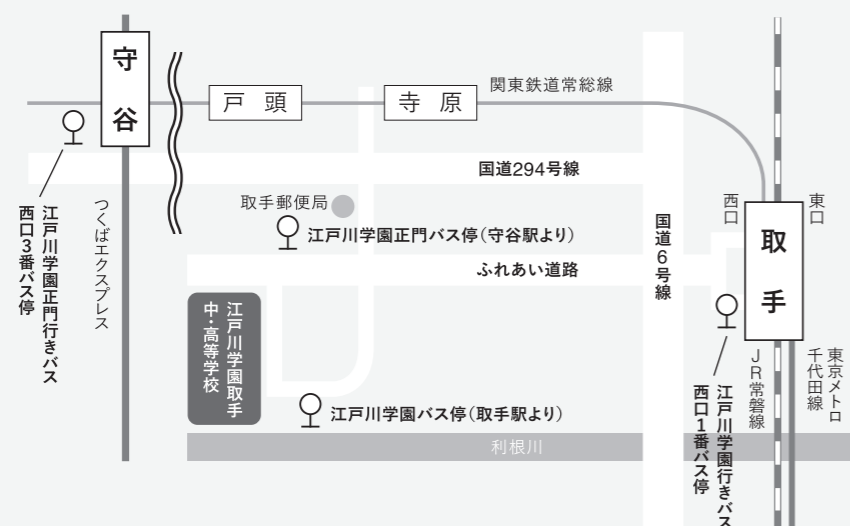 守谷
戸頭
寺原
関東鉄道常総線
国道294号線
つくばエクスプレス
江戸川学園正門行きバス
西口3番バス停
取手郵便局
江戸川学園正門バス停（守谷駅より）
ふれあい道路
国道6号線
西口
東口
取手
江戸川学園取手
中・高等学校
江戸川学園バス停（取手駅より）
利根川
江戸川学園行きバス
西口1番バス停
JR常磐線
東京メトロ
千代田線